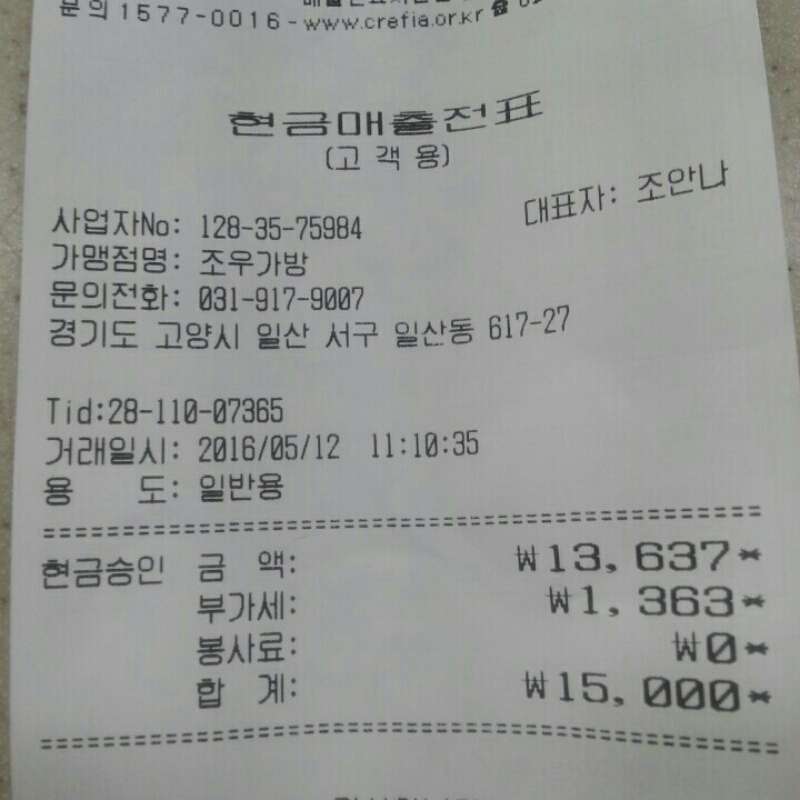 문의 1577-0016-www.crefia.or.kr ☎
현금매출전표
(고 객 용)
대표자: 조안나
사업자No: 128-35-75984
가맹점명: 조우가방
문의전화: 031-917-9007
경기도 고양시 일산 서구 일산동 617-27
Tid:28-110-07365
거래일시: 2016/05/12 11:10:35
용 도: 일반용
현금승인 금 액: ₩13,637*
부가세: ₩1,363*
봉사료: ₩0*
합 계: ₩15,000*